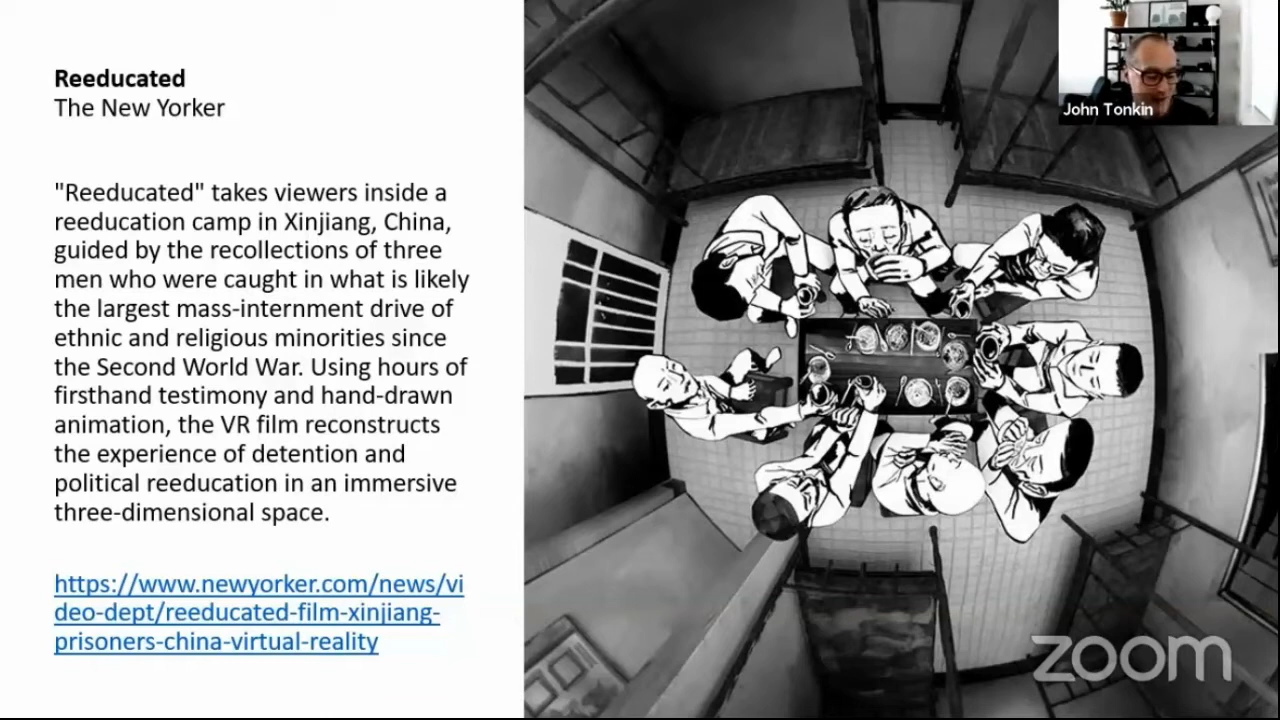 Reeducated
The New Yorker
"Reeducated" takes viewers inside a
reeducation camp in Xinjiang, China,
guided by the recollections of three
men who were caught in what is likely
the largest mass-internment drive of
ethnic and religious minorities since
the Second World War. Using hours of
firsthand testimony and hand-drawn
animation, the VR film reconstructs
the experience of detention and
political reeducation in an immersive
three-dimensional space.
https://www.newyorker.com/news/vi
deo-dept/reeducated-film-xinjiang-
prisoners-china-virtual-reality
John Tonkin
zoom